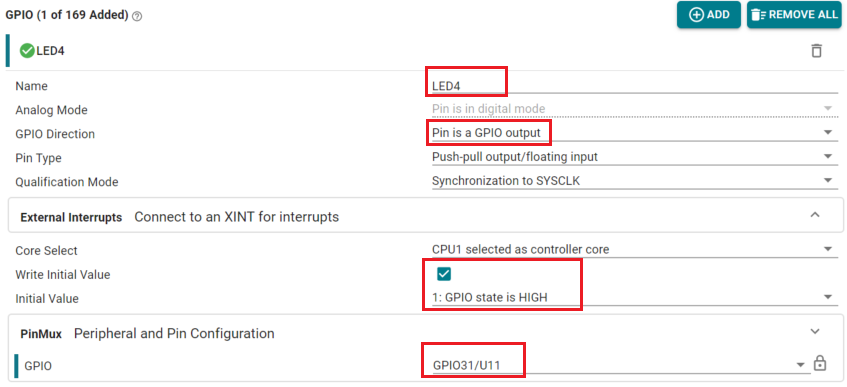 GPIO (1 of 169 Added)
ADD
REMOVE ALL
LED4
Name LED4
Analog Mode Pin is in digital mode
GPIO Direction Pin is a GPIO output
Pin Type Push-pull output/floating input
Qualification Mode Synchronization to SYSCLK
External Interrupts Connect to an XINT for interrupts
Core Select CPU1 selected as controller core
Write Initial Value
Initial Value 1: GPIO state is HIGH
PinMux Peripheral and Pin Configuration
GPIO GPIO31/U11